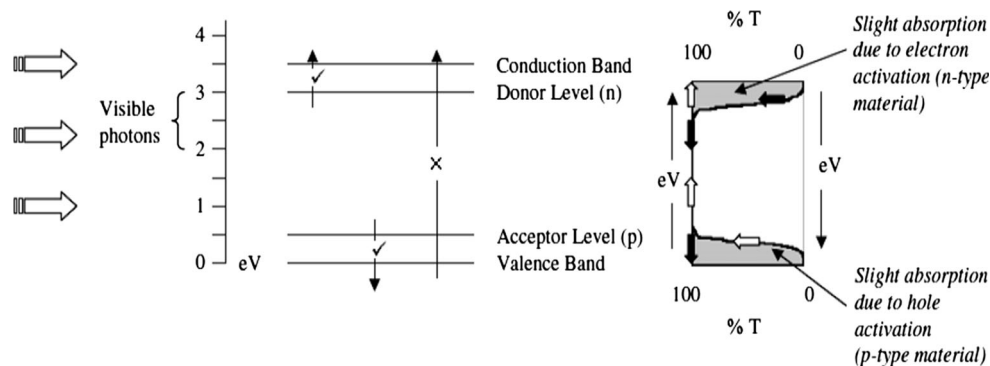 4
3
2
1
0
eV
Visible
photons
✓
×
✓
Conduction Band
Donor Level (n)
Acceptor Level (p)
Valence Band
% T
100 0
eV
eV
100 0
% T
Slight absorption
due to electron
activation (n-type
material)
Slight absorption
due to hole
activation
(p-type material)